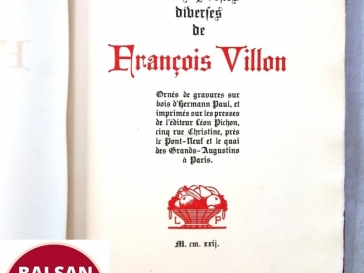 diverses
de
François Villon
Ornés de gravures sur
bois d'Hermann Paul, et
imprimés sur les presses
de l'éditeur Léon Pichon,
cinq rue Christine, près
le Pont-Neuf et le quai
des Grands-Augustins
à Paris.
L P
M. cm. xxij.
BALSAN